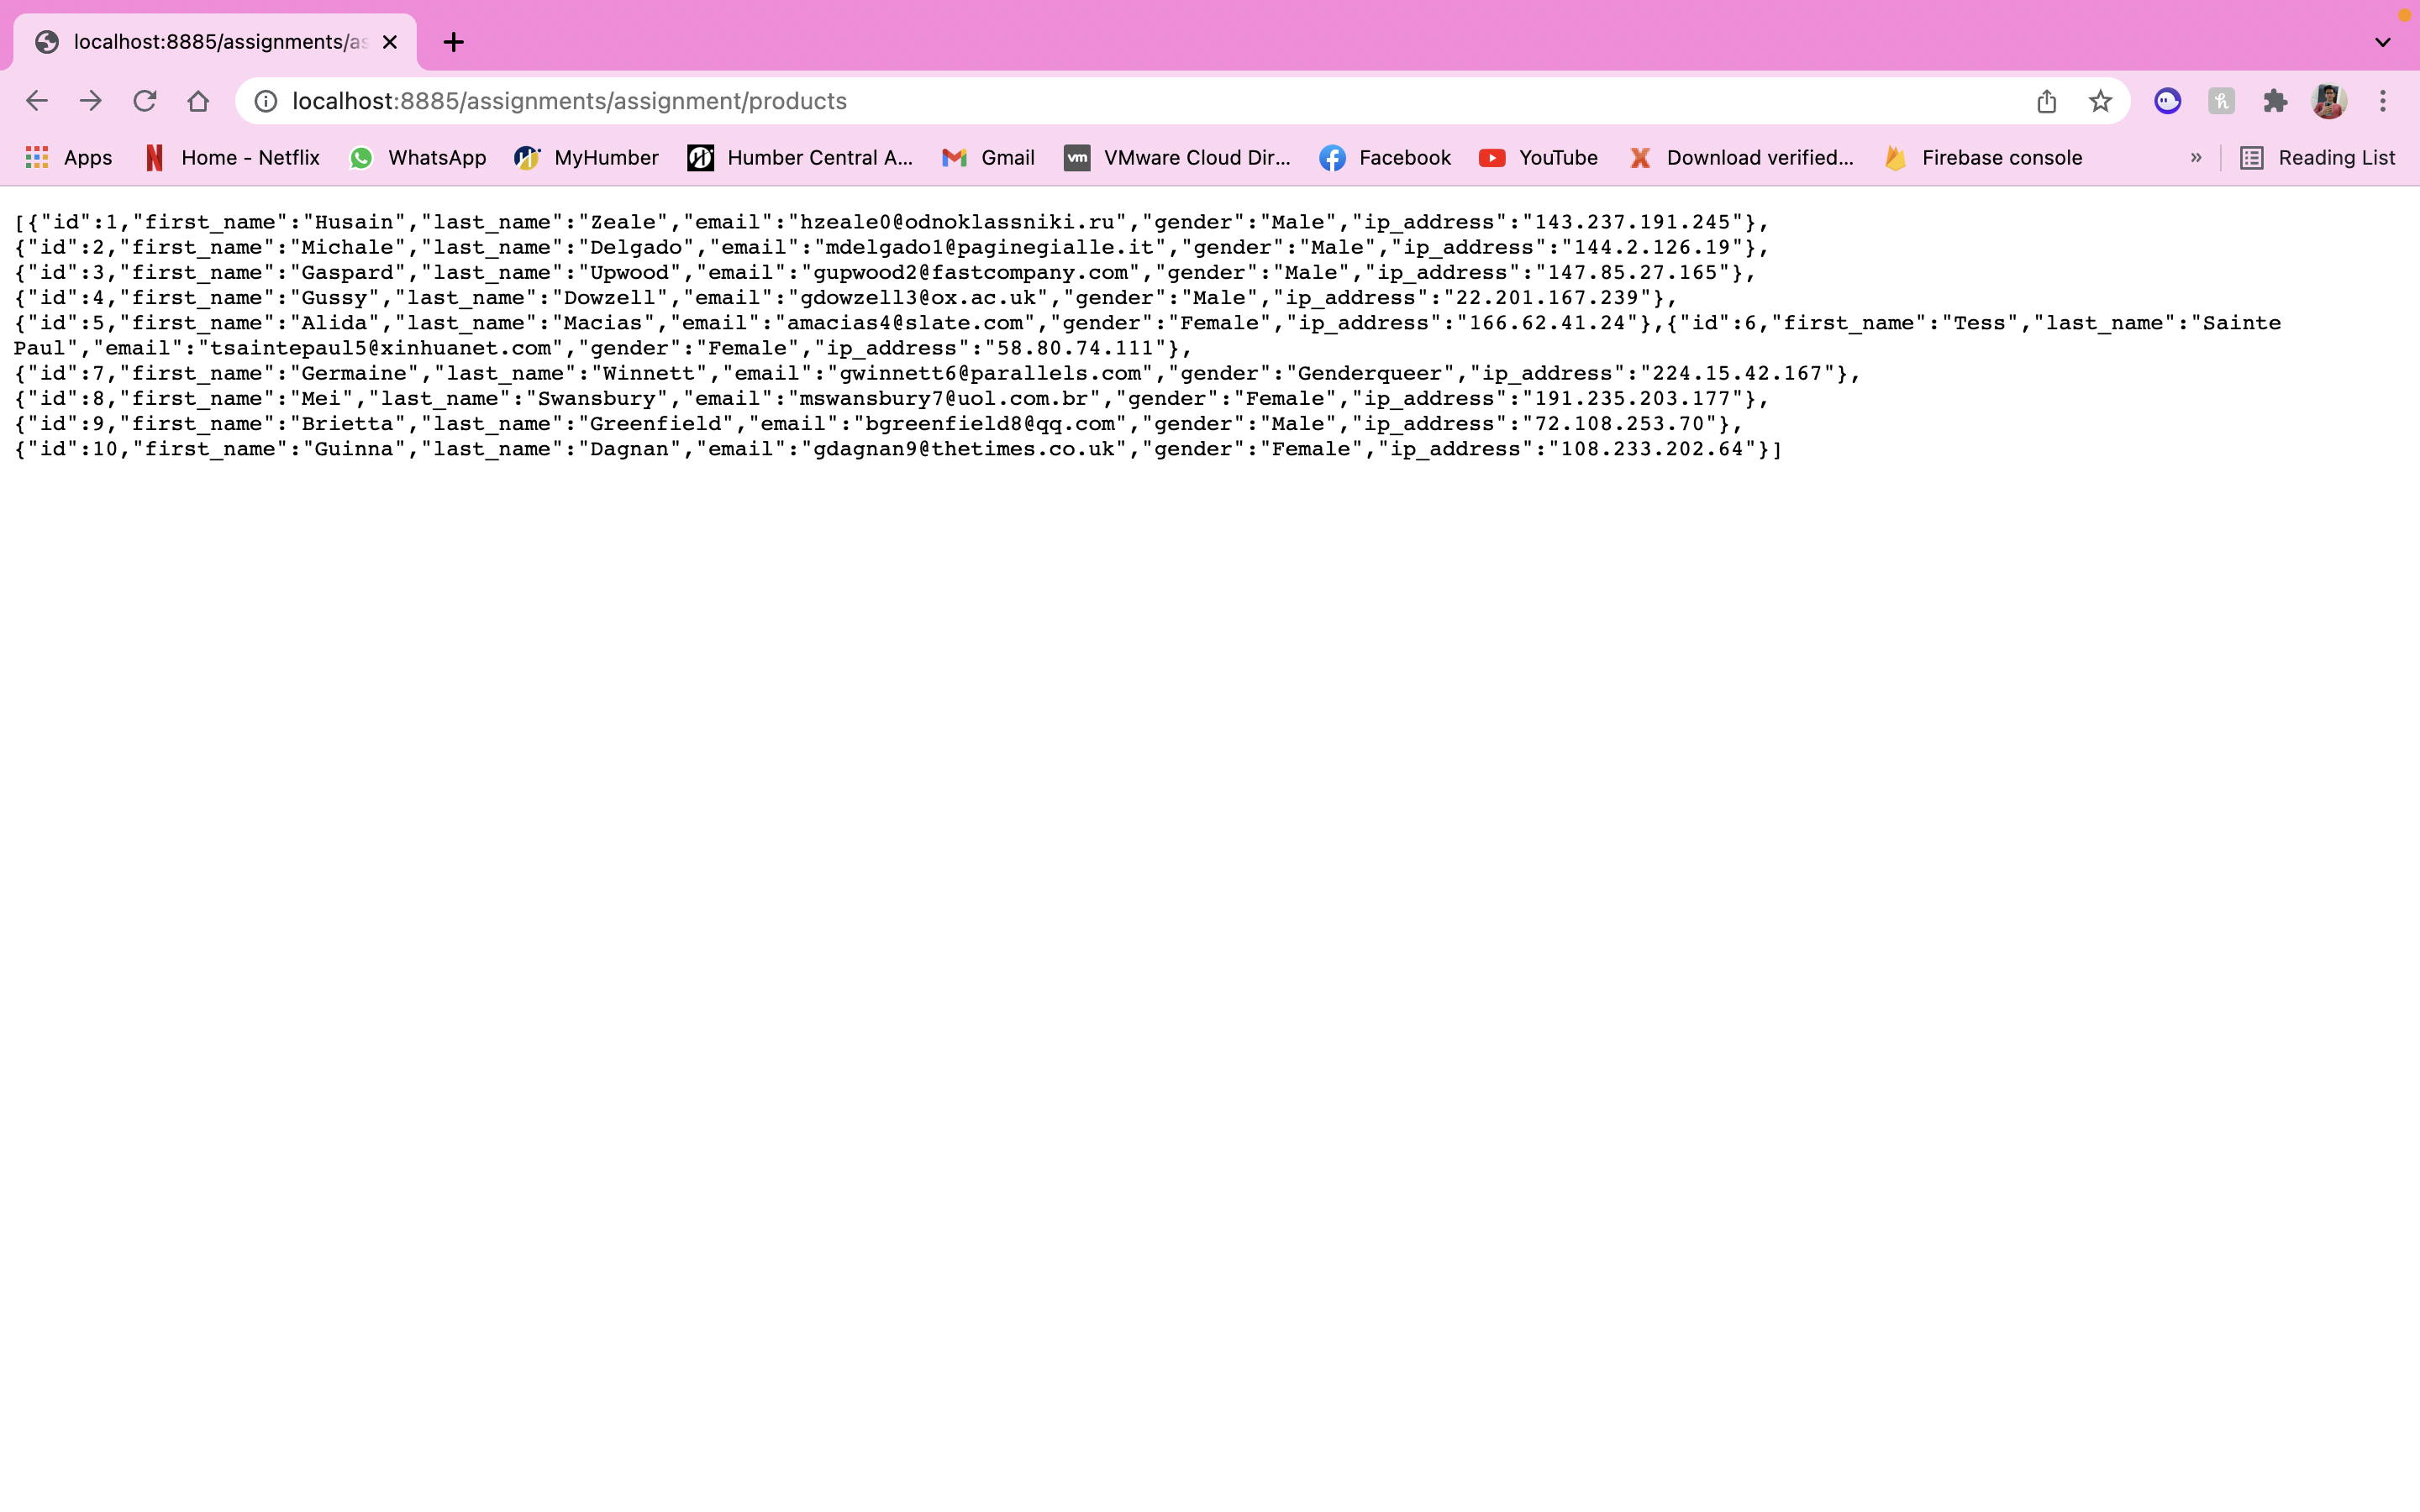 localhost:8885/assignments/as
localhost:8885/assignments/assignment/products
Apps Home - Netflix WhatsApp MyHumber Humber Central A... Gmail vm VMware Cloud Dir... Facebook YouTube Download verified... Firebase console » Reading List
[{"id":1,"first_name":"Husain","last_name":"Zeale","email":"hzeale0@odnoklassniki.ru","gender":"Male","ip_address":"143.237.191.245"},
{"id":2,"first_name":"Michale","last_name":"Delgado","email":"mdelgado1@paginegialle.it","gender":"Male","ip_address":"144.2.126.19"},
{"id":3,"first_name":"Gaspard","last_name":"Upwood","email":"gupwood2@fastcompany.com","gender":"Male","ip_address":"147.85.27.165"},
{"id":4,"first_name":"Gussy","last_name":"Dowzell","email":"gdowzell3@ox.ac.uk","gender":"Male","ip_address":"22.201.167.239"},
{"id":5,"first_name":"Alida","last_name":"Macias","email":"amacias4@slate.com","gender":"Female","ip_address":"166.62.41.24"},{"id":6,"first_name":"Tess","last_name":"Sainte
Paul","email":"tsaintepaul5@xinhuanet.com","gender":"Female","ip_address":"58.80.74.111"},
{"id":7,"first_name":"Germaine","last_name":"Winnett","email":"gwinnett6@parallels.com","gender":"Genderqueer","ip_address":"224.15.42.167"},
{"id":8,"first_name":"Mei","last_name":"Swansbury","email":"mswansbury7@uol.com.br","gender":"Female","ip_address":"191.235.203.177"},
{"id":9,"first_name":"Brietta","last_name":"Greenfield","email":"bgreenfield8@qq.com","gender":"Male","ip_address":"72.108.253.70"},
{"id":10,"first_name":"Guinna","last_name":"Dagnan","email":"gdagnan9@thetimes.co.uk","gender":"Female","ip_address":"108.233.202.64"}]